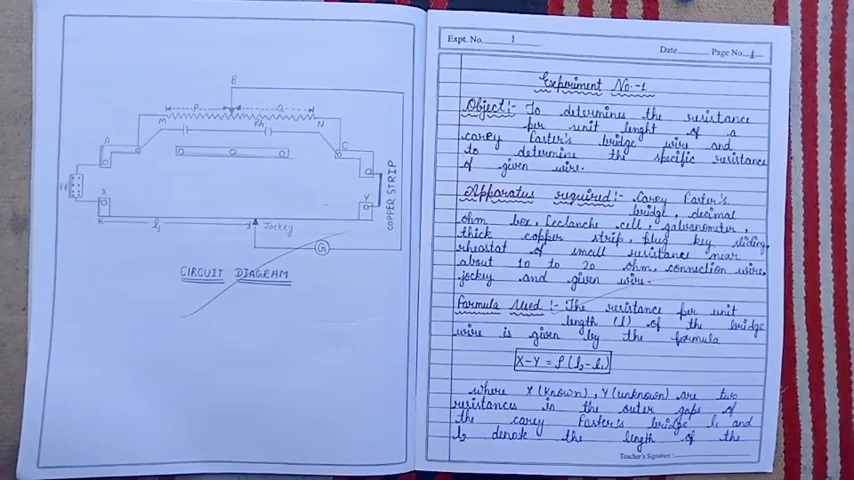 B
P
Q
M
Rh
N
A
C
( )
X
Y
K
l₁
J
Jockey
G
COPPER STRIP
CIRCUIT DIAGRAM
Expt. No. 1
Date
Page No. 1
Experiment No.-1
Object:- To determines the resistance
per unit lenght of a
carey Foster's bridge wire and
to determine the specific resistance
of given wire.
Apparatus required:- Carey Foster's
bridge, decimal
ohm box, Leclanche cell, galvanometer,
thick copper strip, plug key, sliding
rheostat of small resistance near
about 10 to 20 ohm, connection wire,
jockey and given wire.
Formula Used :- The resistance per unit
length (l) of the bridge
wire is given by the formula
X-Y = ρ (l₂-l₁)
where X (known), Y (unknown) are two
resistances in the outer gaps of
the carey Foster's bridge l₁ and
l₂ denote the length of the
Teacher's Signature :